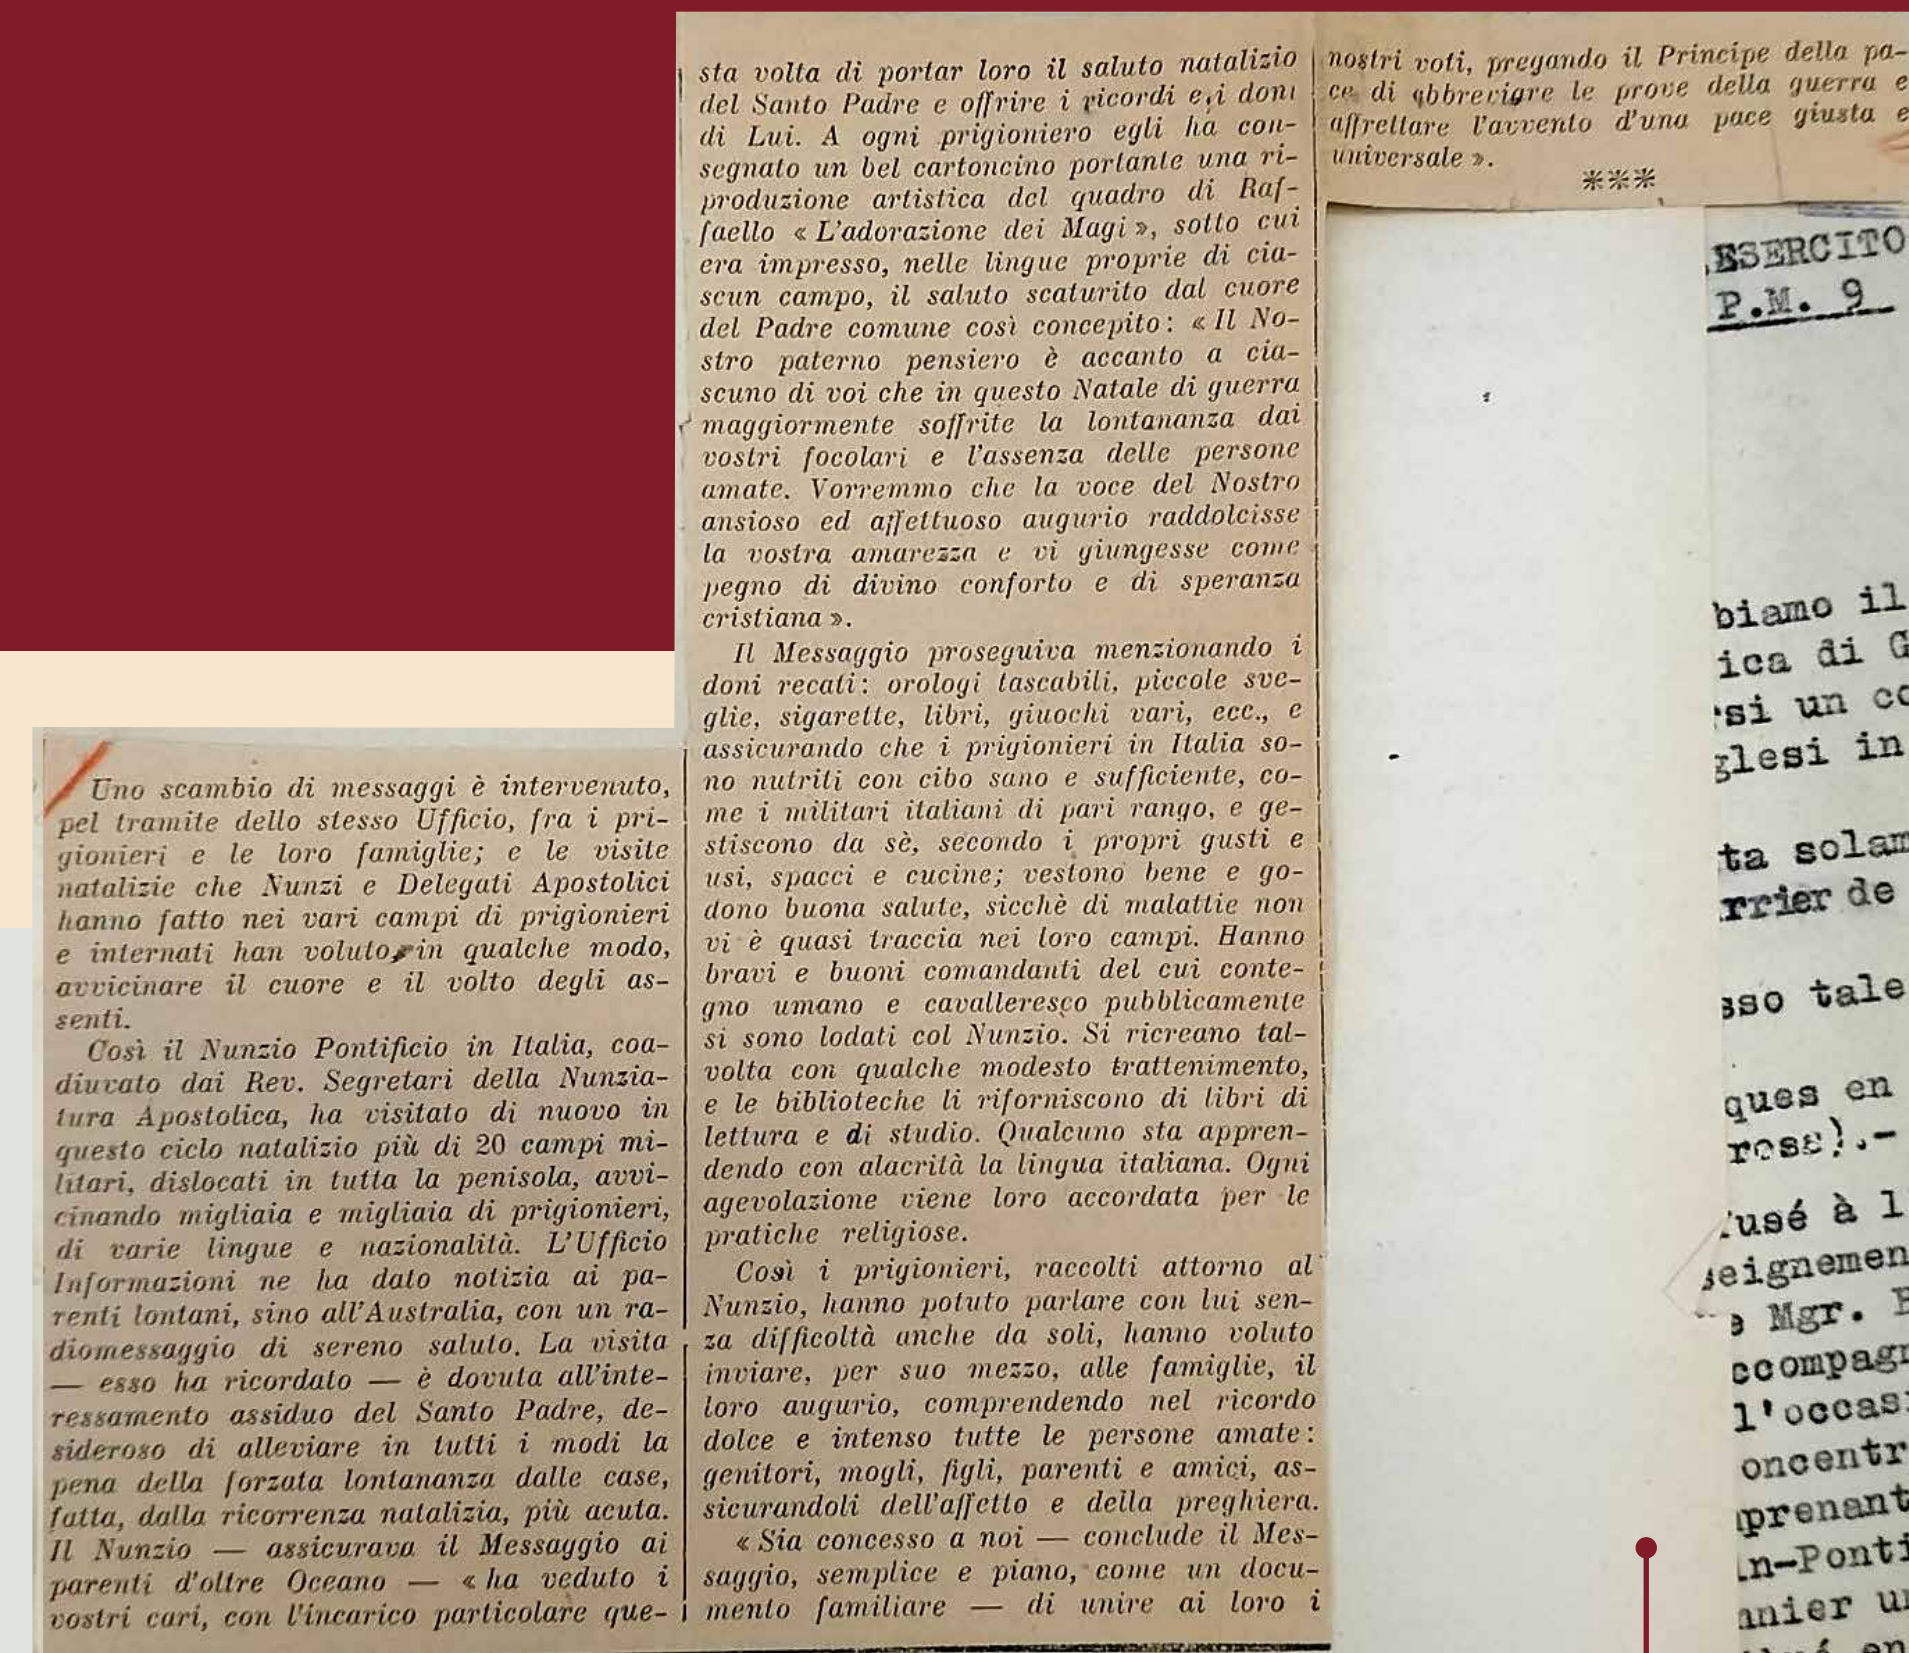 Uno scambio di messaggi è intervenuto,
pel tramite dello stesso Ufficio, fra i pri-
gionieri e le loro famiglie; e le visite
natalizie che Nunzi e Delegati Apostolici
hanno fatto nei vari campi di prigionieri
e internati han voluto, in qualche modo,
avvicinare il cuore e il volto degli as-
senti.
Così il Nunzio Pontificio in Italia, coa-
diuvato dai Rev. Segretari della Nunzia-
tura Apostolica, ha visitato di nuovo in
questo ciclo natalizio più di 20 campi mi-
litari, dislocati in tutta la penisola, avvi-
cinando migliaia e migliaia di prigionieri,
di varie lingue e nazionalità. L'Ufficio
Informazioni ne ha dato notizia ai pa-
renti lontani, sino all'Australia, con un ra-
diomessaggio di sereno saluto. La visita
— esso ha ricordato — è dovuta all'inte-
ressamento assiduo del Santo Padre, de-
sideroso di alleviare in tutti i modi la
pena della forzata lontananza dalle case,
fatta, dalla ricorrenza natalizia, più acuta.
Il Nunzio — assicurava il Messaggio ai
parenti d'oltre Oceano — « ha veduto i
vostri cari, con l'incarico particolare que-
sta volta di portar loro il saluto natalizio
del Santo Padre e offrire i ricordi e i doni
di Lui. A ogni prigioniero egli ha con-
segnato un bel cartoncino portante una ri-
produzione artistica del quadro di Raf-
faello « L'adorazione dei Magi », sotto cui
era impresso, nelle lingue proprie di cia-
scun campo, il saluto scaturito dal cuore
del Padre comune così concepito: « Il No-
stro paterno pensiero è accanto a cia-
scuno di voi che in questo Natale di guerra
maggiormente soffrite la lontananza dai
vostri focolari e l'assenza delle persone
amate. Vorremmo che la voce del Nostro
ansioso ed affettuoso augurio raddolcisse
la vostra amarezza e vi giungesse come
pegno di divino conforto e di speranza
cristiana ».
Il Messaggio proseguiva menzionando i
doni recati: orologi tascabili, piccole sve-
glie, sigarette, libri, giuochi vari, ecc., e
assicurando che i prigionieri in Italia so-
no nutriti con cibo sano e sufficiente, co-
me i militari italiani di pari rango, e ge-
stiscono da sè, secondo i propri gusti e
usi, spacci e cucine; vestono bene e go-
dono buona salute, sicchè di malattie non
vi è quasi traccia nei loro campi. Hanno
bravi e buoni comandanti del cui conte-
gno umano e cavalleresco pubblicamente
si sono lodati col Nunzio. Si ricreano tal-
volta con qualche modesto trattenimento,
e le biblioteche li riforniscono di libri di
lettura e di studio. Qualcuno sta appren-
dendo con alacrità la lingua italiana. Ogni
agevolazione viene loro accordata per le
pratiche religiose.
Così i prigionieri, raccolti attorno al
Nunzio, hanno potuto parlare con lui sen-
za difficoltà anche da soli, hanno voluto
inviare, per suo mezzo, alle famiglie, il
loro augurio, comprendendo nel ricordo
dolce e intenso tutte le persone amate:
genitori, mogli, figli, parenti e amici, as-
sicurandoli dell'affetto e della preghiera.
« Sia concesso a noi — conclude il Mes-
saggio, semplice e piano, come un docu-
mento familiare — di unire ai loro i
nostri voti, pregando il Principe della pa-
ce di abbreviare le prove della guerra e
affrettare l'avvento d'una pace giusta e
universale ».
***
ESERCITO
P.M. 9
biamo il
ica di G
si un co
glesi in
ta solam
rrier de
sso tale
ques en
rosa).-
usé à l'
seignemen
e Mgr. B
ccompagn
l'occasi
oncentr
prenant
n-Ponti
nier un
en